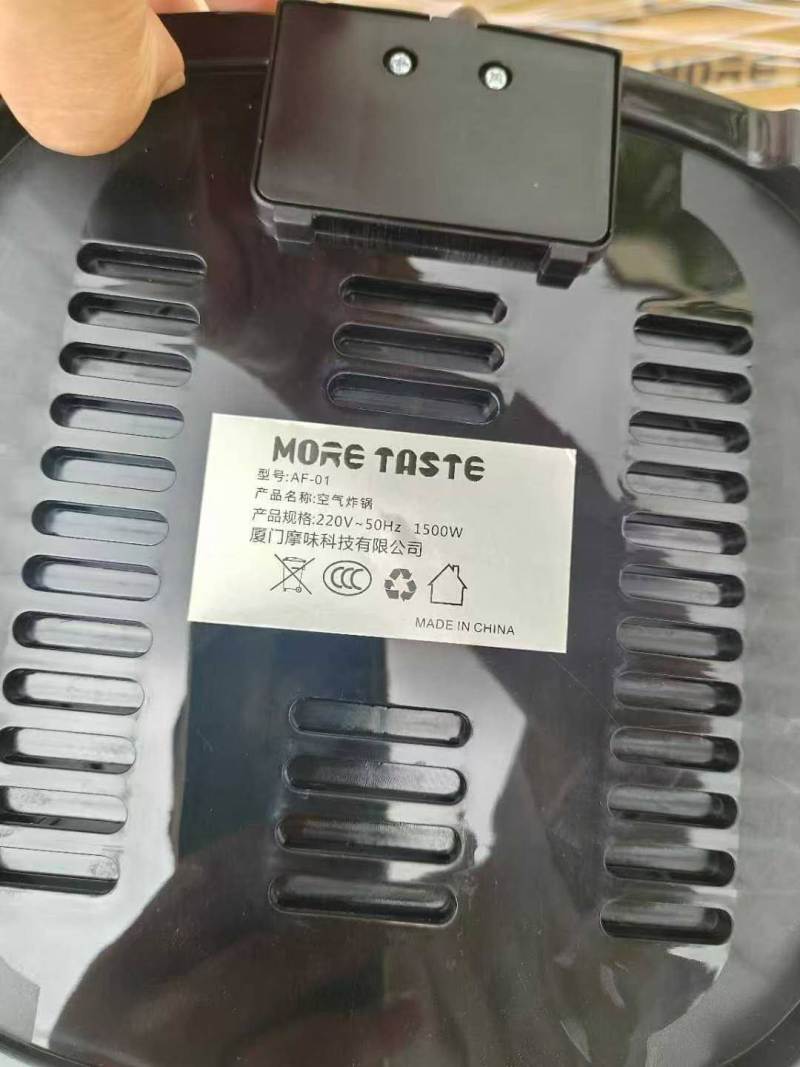 MORE
MORE TASTE
型号:AF-01
产品名称:空气炸锅
产品规格:220V~50Hz 1500W
厦门摩味科技有限公司
CCC
MADE IN CHINA